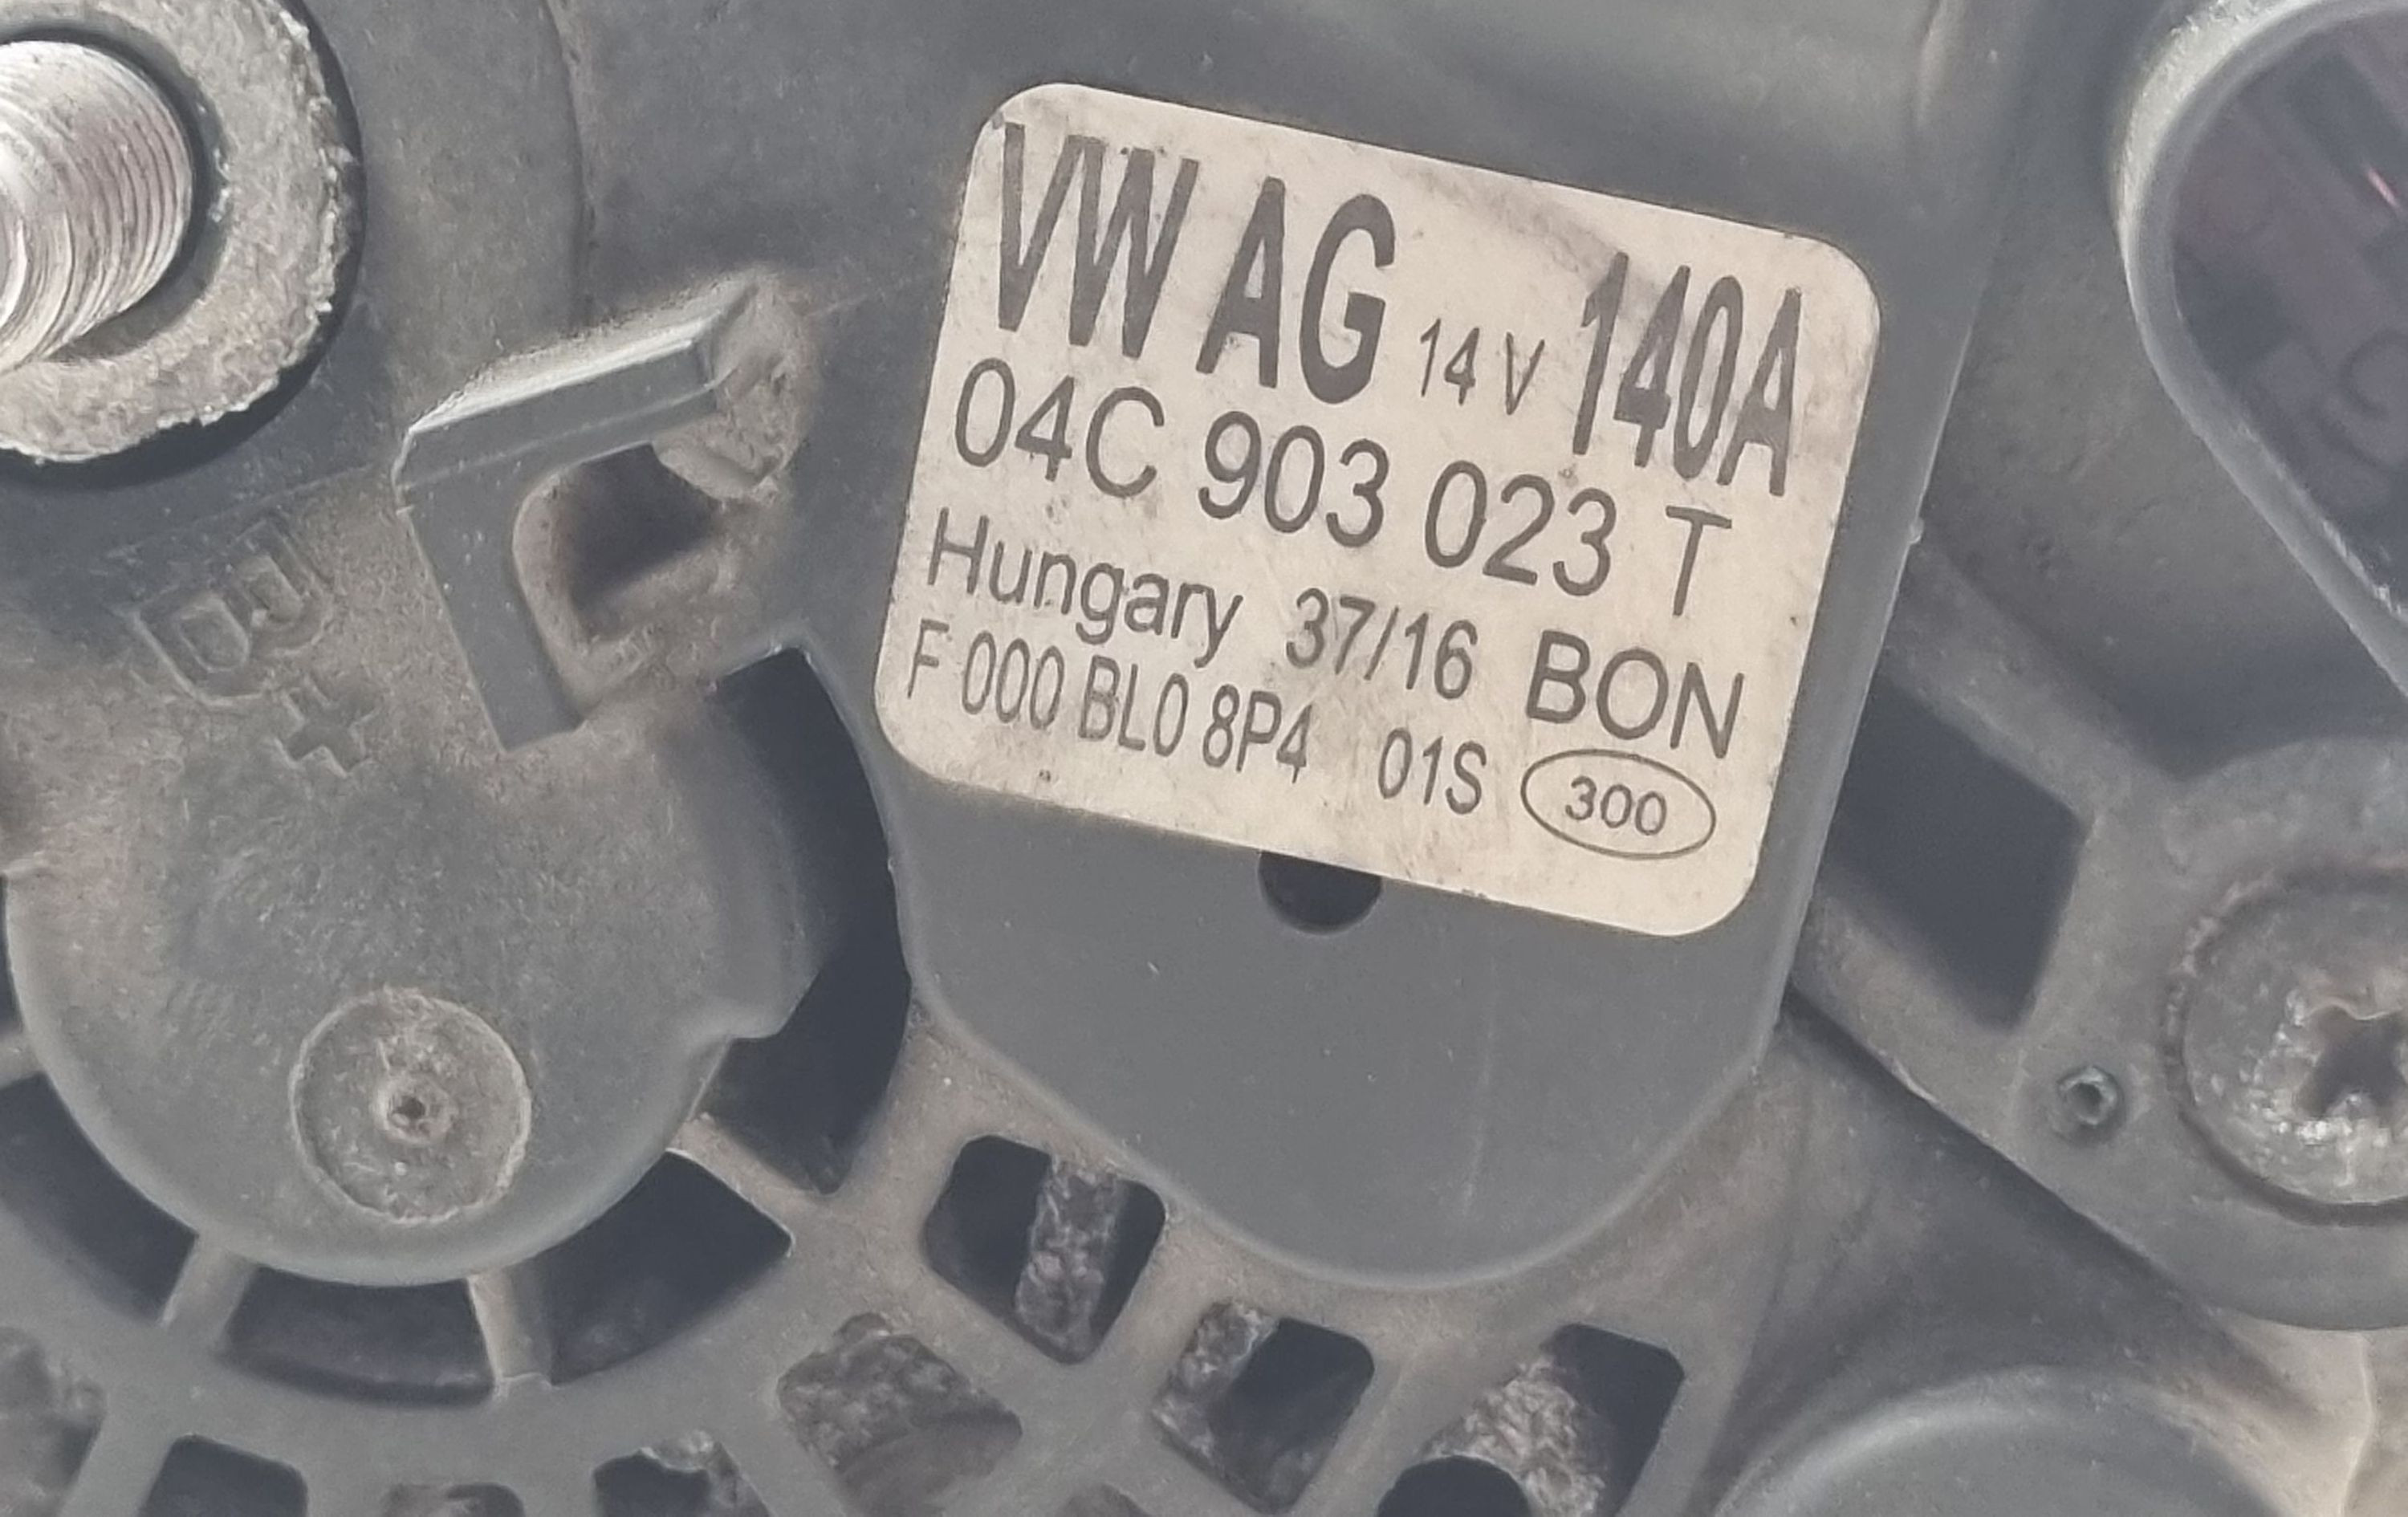 VW AG 14 V 140A
04C 903 023 T
Hungary 37/16 BON
F 000 BL0 8P4 01S 300
B+